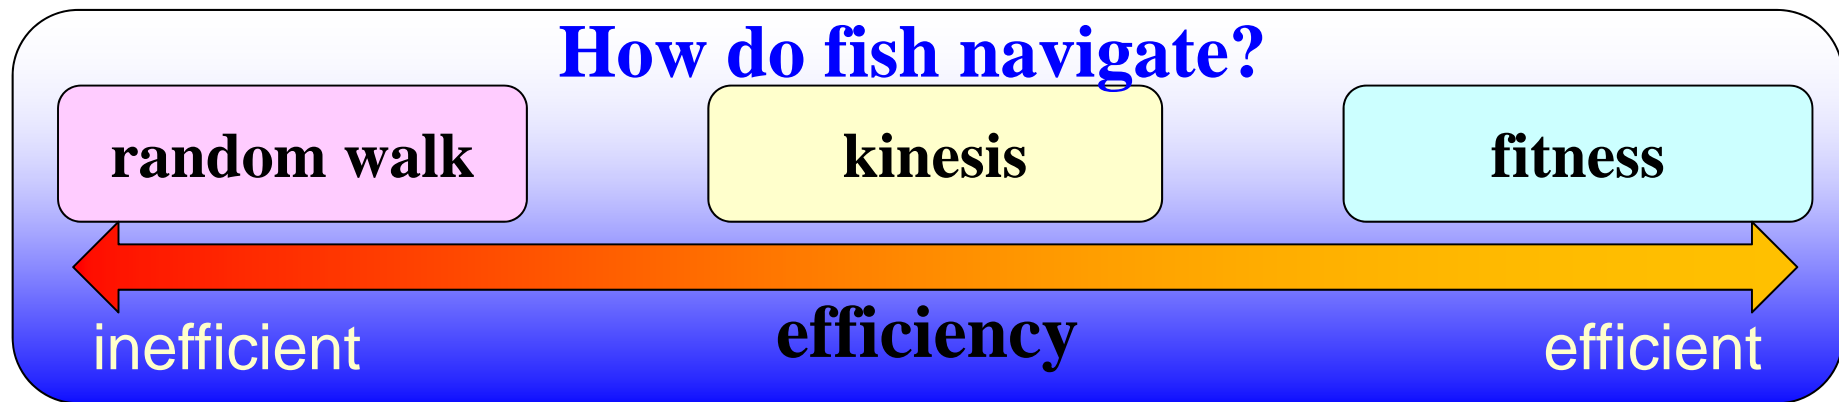 How do fish navigate?
random walk kinesis fitness
efficiency
inefficient efficient